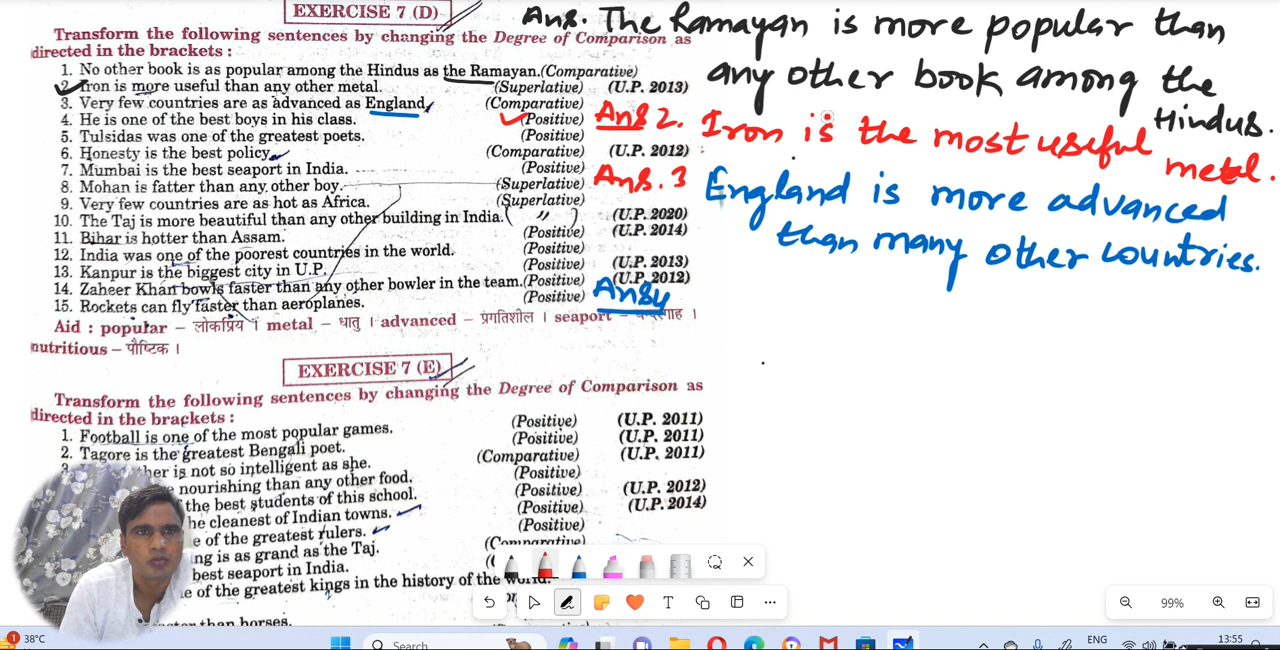 EXERCISE 7 (D)
Transform the following sentences by changing the Degree of Comparison as
directed in the brackets :
1. No other book is as popular among the Hindus as the Ramayan.(Comparative)
2. Iron is more useful than any other metal. (Superlative) (U.P. 2013)
3. Very few countries are as advanced as England. (Comparative)
4. He is one of the best boys in his class. (Positive)
5. Tulsidas was one of the greatest poets. (Positive)
6. Honesty is the best policy. (Comparative) (U.P. 2012)
7. Mumbai is the best seaport in India. (Positive)
8. Mohan is fatter than any other boy. (Superlative)
9. Very few countries are as hot as Africa. (Superlative)
10. The Taj is more beautiful than any other building in India. ( " ) (U.P. 2020)
11. Bihar is hotter than Assam. (Positive) (U.P. 2014)
12. India was one of the poorest countries in the world. (Positive)
13. Kanpur is the biggest city in U.P. (Positive) (U.P. 2013)
14. Zaheer Khan bowls faster than any other bowler in the team.(Positive) (U.P. 2012)
15. Rockets can fly faster than aeroplanes. (Positive)
Aid : popular – लोकप्रिय । metal – धातु । advanced – प्रगतिशील । seaport –
nutritious – पौष्टिक ।
EXERCISE 7 (E)
Transform the following sentences by changing the Degree of Comparison as
directed in the brackets :
1. Football is one of the most popular games. (Positive) (U.P. 2011)
2. Tagore is the greatest Bengali poet. (Positive) (U.P. 2011)
her is not so intelligent as she. (Comparative) (U.P. 2011)
nourishing than any other food. (Positive)
the best students of this school. (Positive) (U.P. 2012)
he cleanest of Indian towns. (Positive) (U.P. 2014)
e of the greatest rulers. (Positive)
ng is as grand as the Taj. (Comparative)
best seaport in India.
e of the greatest kings in the history of the world.
than horses.
Ans. The Ramayan is more popular than
any other book among the
Hindus.
Ans 2. Iron is the most useful
metal.
Ans. 3 England is more advanced
than many other countries.
Ans 4
99%
1
38°C
Search
ENG
13:55